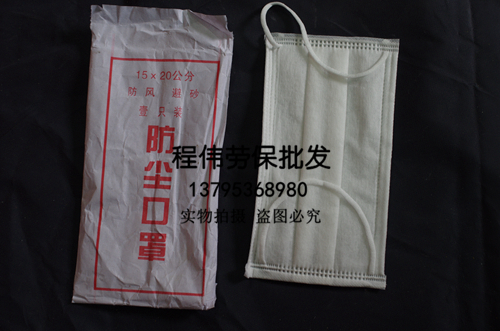 15×20公分
防风 避砂
壹只装
防尘口罩
程伟劳保批发
13795368980
实物拍摄 盗图必究